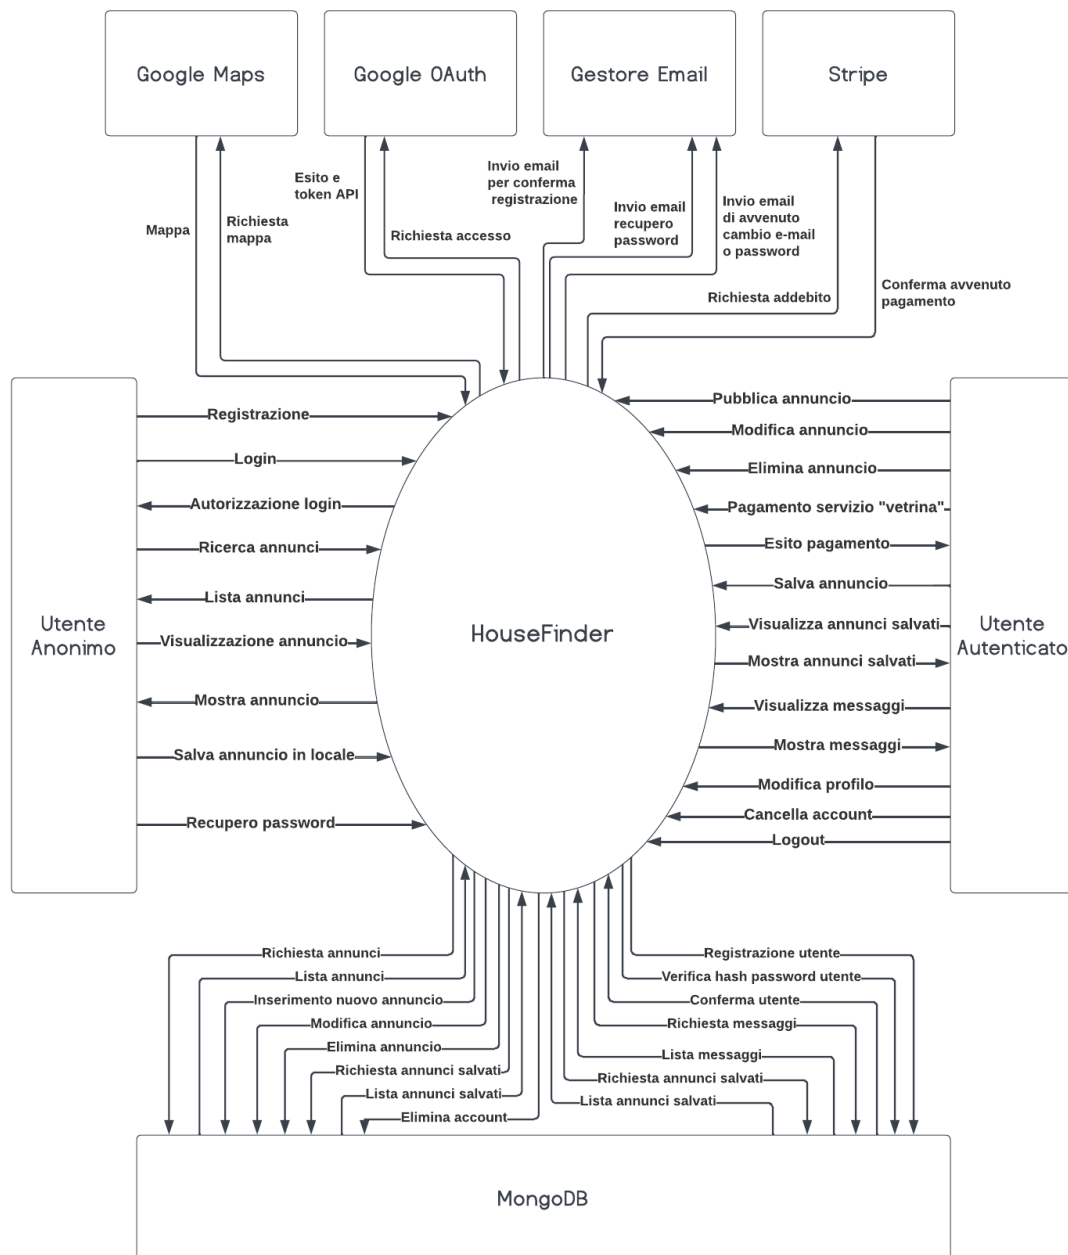 Google Maps
Google OAuth
Gestore Email
Stripe
Mappa
Richiesta
mappa
Esito e
token API
Richiesta accesso
Invio email
per conferma
registrazione
Invio email
recupero
password
Invio email
di avvenuto
cambio e-mail
o password
Richiesta addebito
Conferma avvenuto
pagamento
Utente
Anonimo
Registrazione
Login
Autorizzazione login
Ricerca annunci
Lista annunci
Visualizzazione annuncio
Mostra annuncio
Salva annuncio in locale
Recupero password
HouseFinder
Pubblica annuncio
Modifica annuncio
Elimina annuncio
Pagamento servizio "vetrina"
Esito pagamento
Salva annuncio
Visualizza annunci salvati
Mostra annunci salvati
Visualizza messaggi
Mostra messaggi
Modifica profilo
Cancella account
Logout
Utente
Autenticato
Richiesta annunci
Lista annunci
Inserimento nuovo annuncio
Modifica annuncio
Elimina annuncio
Richiesta annunci salvati
Lista annunci salvati
Elimina account
Registrazione utente
Verifica hash password utente
Conferma utente
Richiesta messaggi
Lista messaggi
Richiesta annunci salvati
Lista annunci salvati
MongoDB